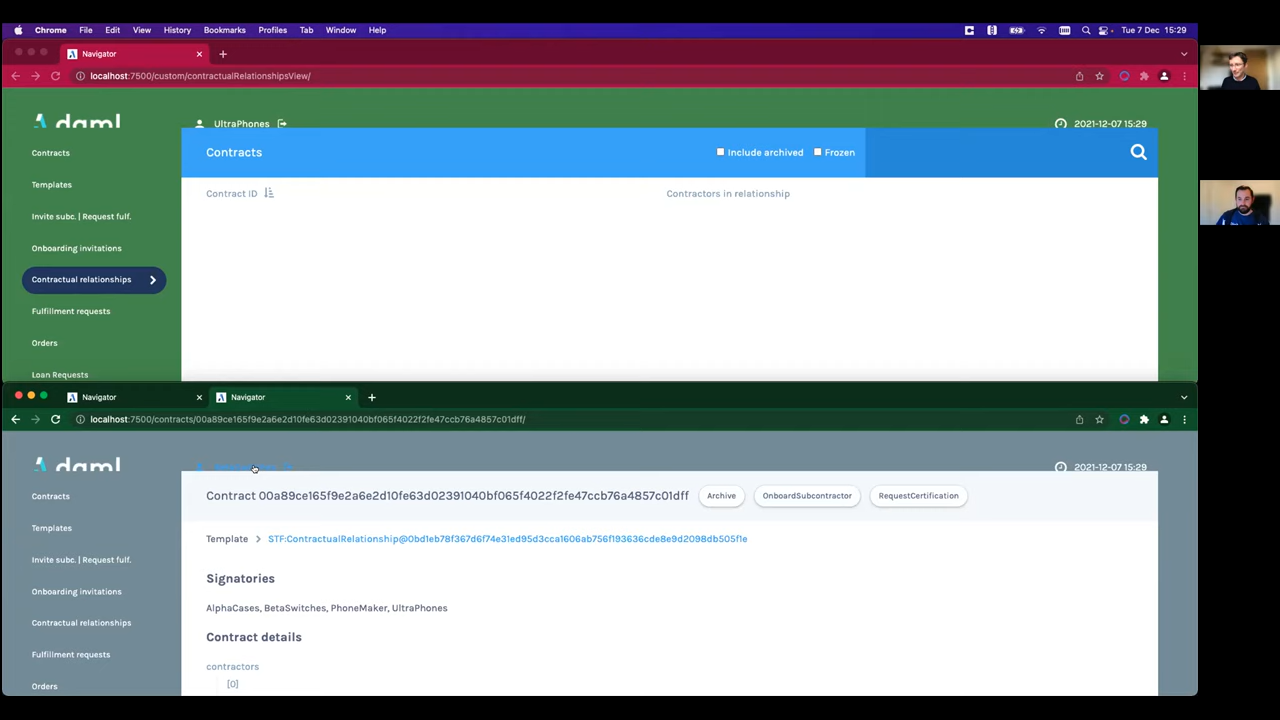 Chrome File Edit View History Profiles Tab Window Help Tue 7 Dec 15:29
Navigator
localhost:7500/custom/contractualRelationshipsView/
daml UltraPhones 2021-12-07 15:29
Contracts
Contracts Include archived Frozen
Templates
Contract ID Contractors in relationship
Invite subc. | Request fulf.
Onboarding invitations
Contractual relationships
Fulfillment requests
Orders
Loan Requests
Navigator Navigator
localhost:7500/contracts/00a89ce165f9e2a6e2d10fe63d02391040bf065f4022f2fe47ccb76a4857c01dff/
daml 2021-12-07 15:29
Contracts
Contract 00a89ce165f9e2a6e2d10fe63d02391040bf065f4022f2fe47ccb76a4857c01dff Archive OnboardSubcontractor RequestCertification
Templates
Template STF:ContractualRelationship@0bd1eb78f367d6f74e31ed95d3cca1606ab756f193636cde8e9d2098db505f1e
Invite subc. | Request fulf.
Signatories
Onboarding invitations
AlphaCases, BetaSwitches, PhoneMaker, UltraPhones
Contractual relationships
Contract details
Fulfillment requests
contractors
[0]
Orders